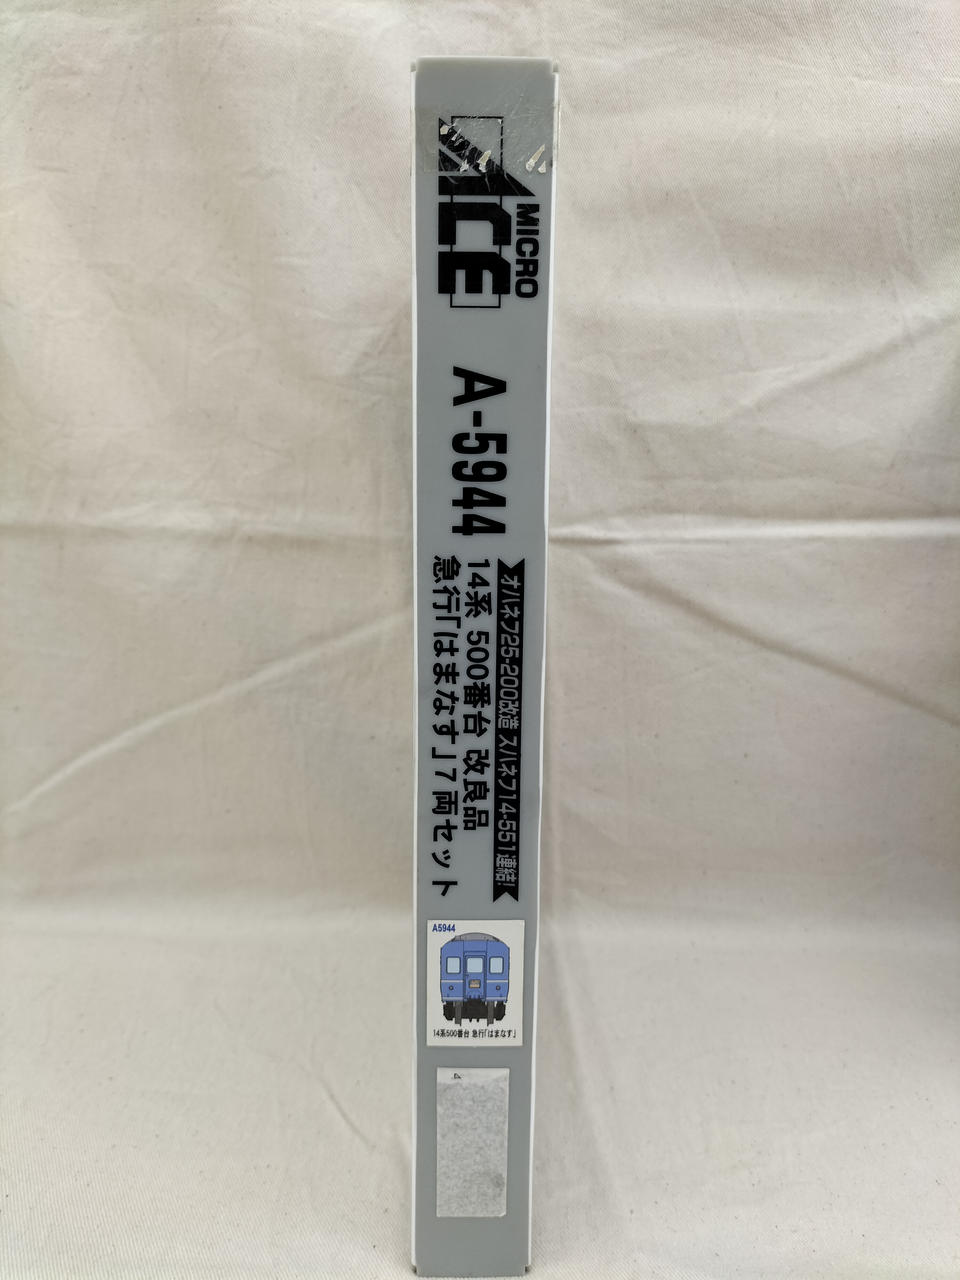 MICRO
ACE
A-5944
オハネフ25-200改造 スハネフ14-551連結!
14系 500番台 改良品
急行「はまなす」7両セット
A5944
14系500番台 急行「はまなす」